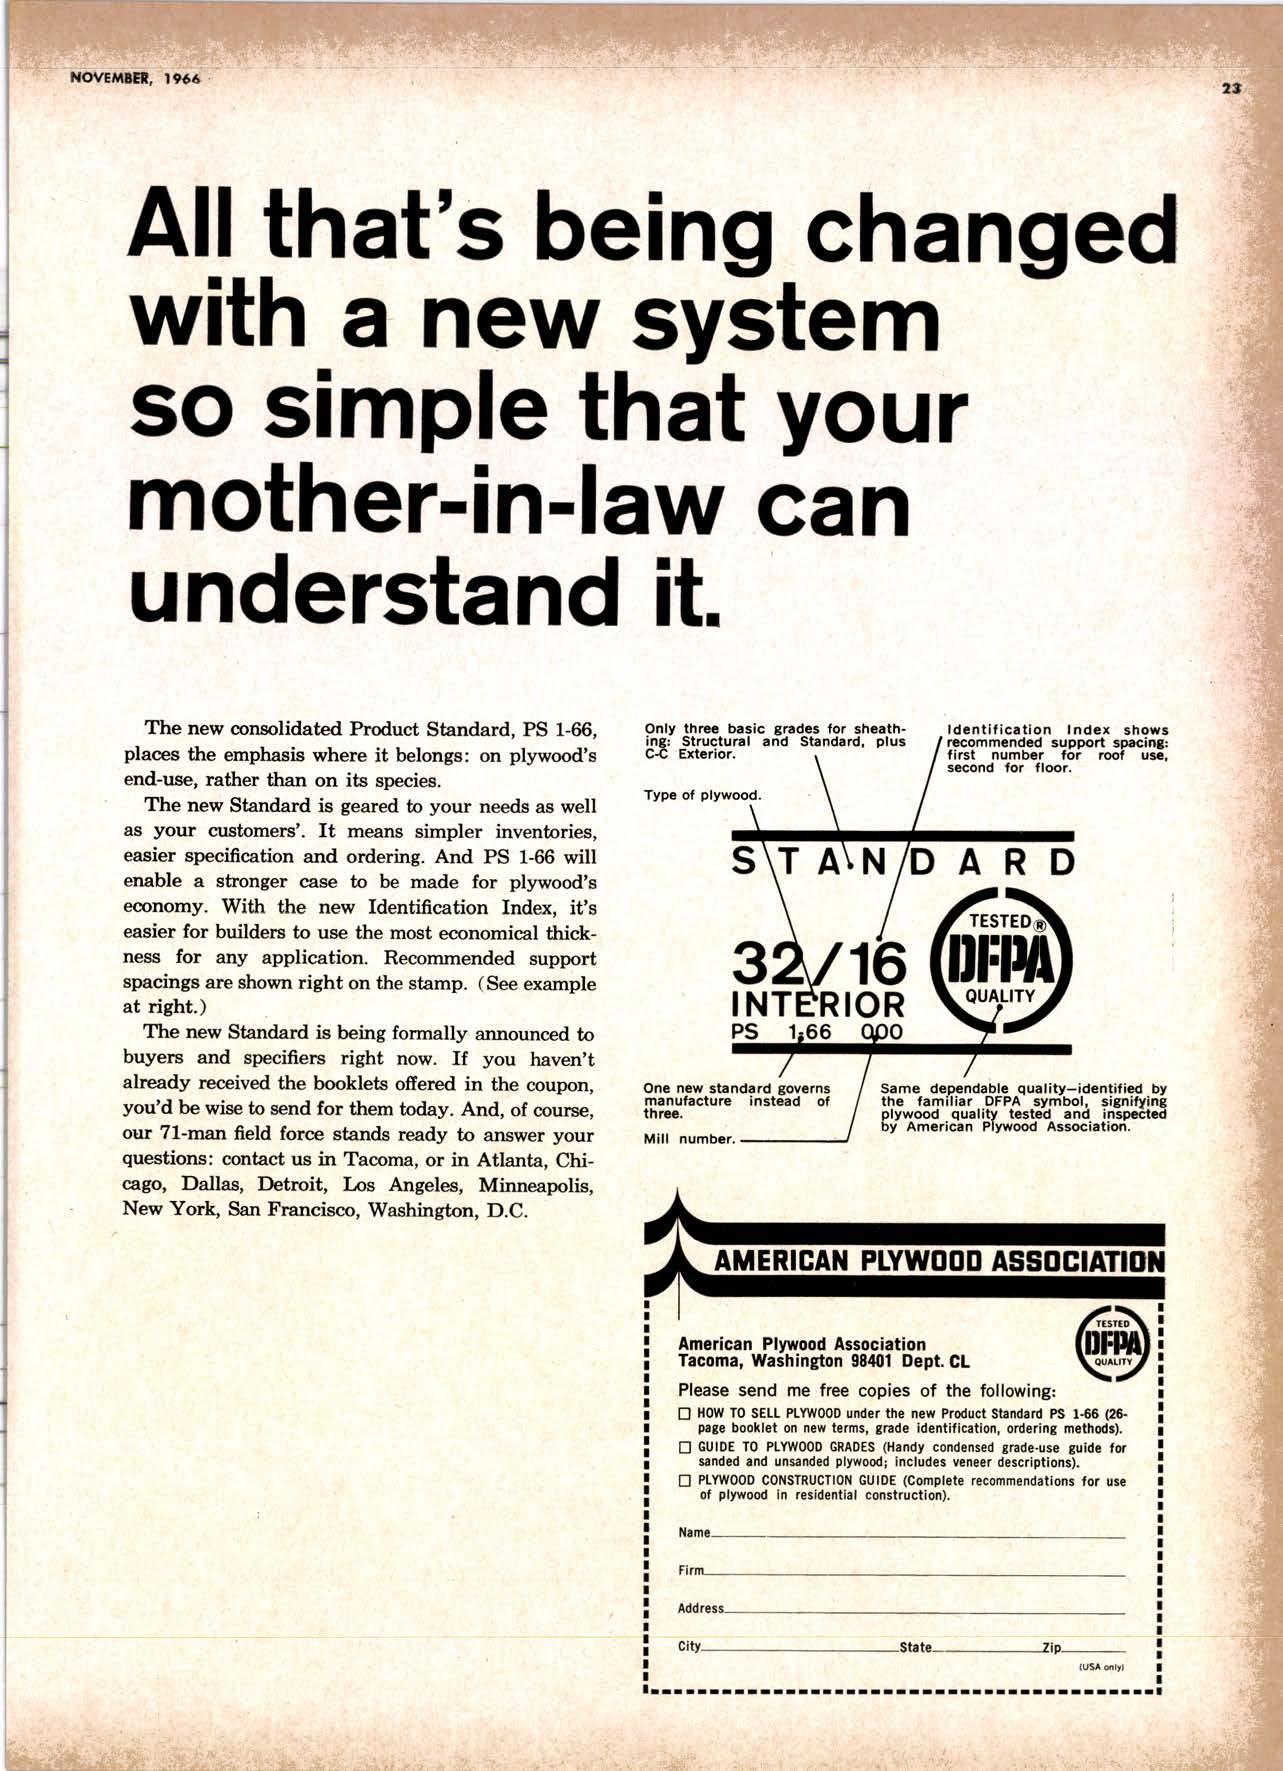 NOVEMBER, 1966
23
All that's being changed
with a new system
so simple that your
mother-in-law can
understand it.
The new consolidated Product Standard, PS 1-66,
places the emphasis where it belongs: on plywood's
end-use, rather than on its species.
The new Standard is geared to your needs as well
as your customers'. It means simpler inventories,
easier specification and ordering. And PS 1-66 will
enable a stronger case to be made for plywood's
economy. With the new Identification Index, it's
easier for builders to use the most economical thick-
ness for any application. Recommended support
spacings are shown right on the stamp. (See example
at right.)
The new Standard is being formally announced to
buyers and specifiers right now. If you haven't
already received the booklets offered in the coupon,
you'd be wise to send for them today. And, of course,
our 71-man field force stands ready to answer your
questions: contact us in Tacoma, or in Atlanta, Chi-
cago, Dallas, Detroit, Los Angeles, Minneapolis,
New York, San Francisco, Washington, D.C.
Only three basic grades for sheath-
ing: Structural and Standard, plus
C-C Exterior.
Type of plywood.
Identification Index shows
recommended support spacing:
first number for roof use,
second for floor.
STANDARD
32/16
INTERIOR
PS 1-66 000
TESTED®
DFPA
QUALITY
One new standard governs
manufacture instead of
three.
Mill number.
Same dependable quality—identified by
the familiar DFPA symbol, signifying
plywood quality tested and inspected
by American Plywood Association.
AMERICAN PLYWOOD ASSOCIATION
TESTED
DFPA
QUALITY
American Plywood Association
Tacoma, Washington 98401 Dept. CL
Please send me free copies of the following:
☐ HOW TO SELL PLYWOOD under the new Product Standard PS 1-66 (26-
page booklet on new terms, grade identification, ordering methods).
☐ GUIDE TO PLYWOOD GRADES (Handy condensed grade-use guide for
sanded and unsanded plywood; includes veneer descriptions).
☐ PLYWOOD CONSTRUCTION GUIDE (Complete recommendations for use
of plywood in residential construction).
Name
Firm
Address
City State Zip
(USA only)